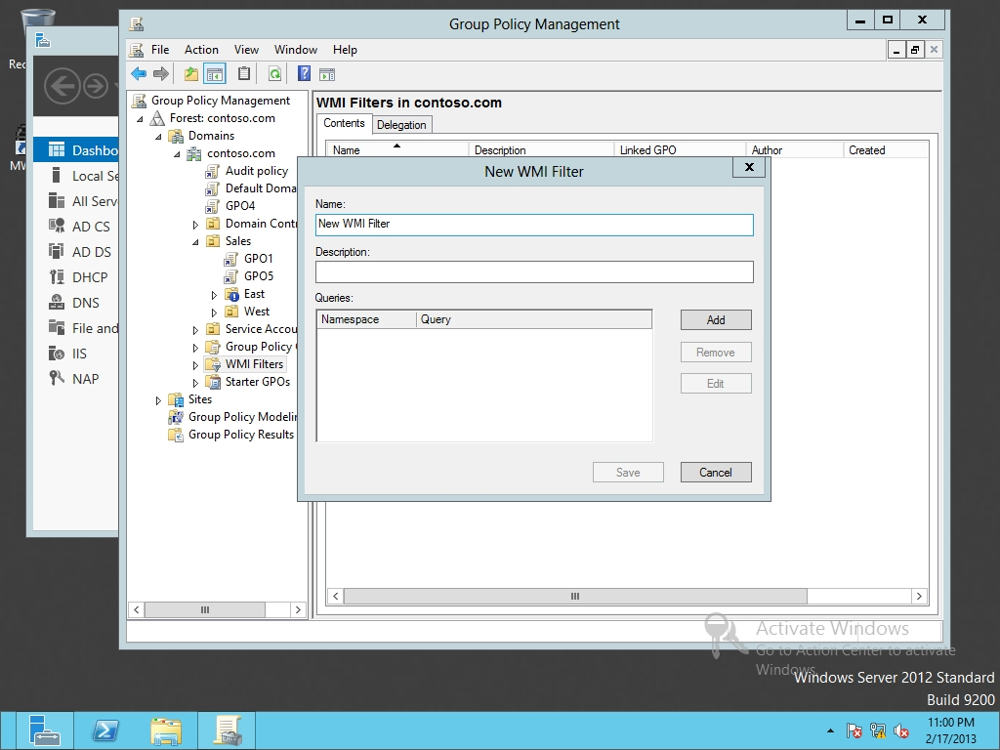 Group Policy Management
File Action View Window Help
Group Policy Management
Forest: contoso.com
Domains
contoso.com
Audit policy
Default Doma
GPO4
Domain Contr
Sales
GPO1
GPO5
East
West
Service Accou
Group Policy
WMI Filters
Starter GPOs
Sites
Group Policy Modelin
Group Policy Results
WMI Filters in contoso.com
Contents Delegation
Name Description Linked GPO Author Created
New WMI Filter
Name:
New WMI Filter
Description:
Queries:
Namespace Query
Add
Remove
Edit
Save Cancel
Rec
MW
Dashbo
Local Se
All Serv
AD CS
AD DS
DHCP
DNS
File and
IIS
NAP
Activate Windows
Go to Action Center to activate
Windows.
Windows Server 2012 Standard
Build 9200
11:00 PM
2/17/2013